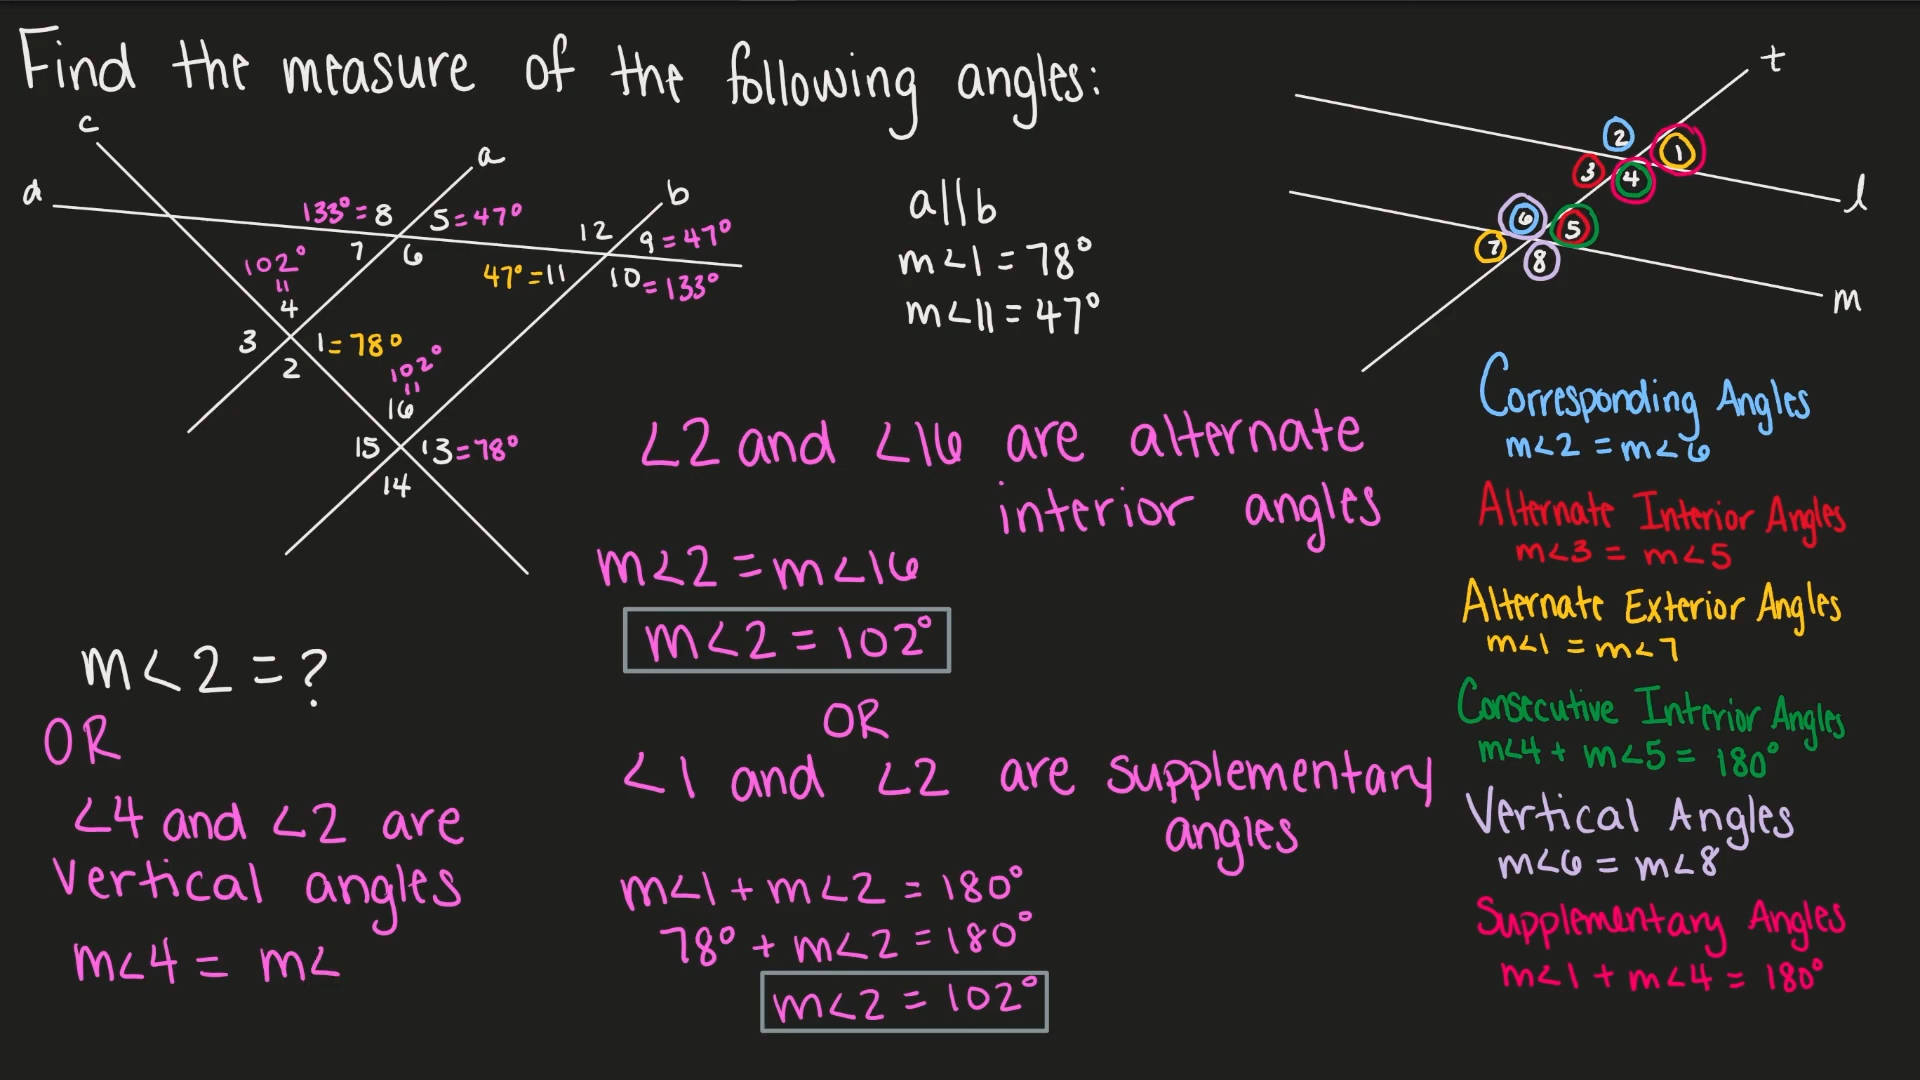 Find the measure of the following angles:
c
a
d
b
133° = 8
5 = 47°
12
9 = 47°
7
6
47° = 11
10 = 133°
102°
=
4
3
1 = 78°
2
102°
=
16
15
13 = 78°
14
a||b
m<1 = 78°
m<11 = 47°
t
2
1
3
4
l
6
5
7
8
m
<2 and <16 are alternate
interior angles
m<2 = m<16
m<2 = 102°
OR
<1 and <2 are supplementary
angles
m<1 + m<2 = 180°
78° + m<2 = 180°
m<2 = 102°
m<2 = ?
OR
<4 and <2 are
vertical angles
m<4 = m<
Corresponding Angles
m<2 = m<6
Alternate Interior Angles
m<3 = m<5
Alternate Exterior Angles
m<1 = m<7
Consecutive Interior Angles
m<4 + m<5 = 180°
Vertical Angles
m<6 = m<8
Supplementary Angles
m<1 + m<4 = 180°